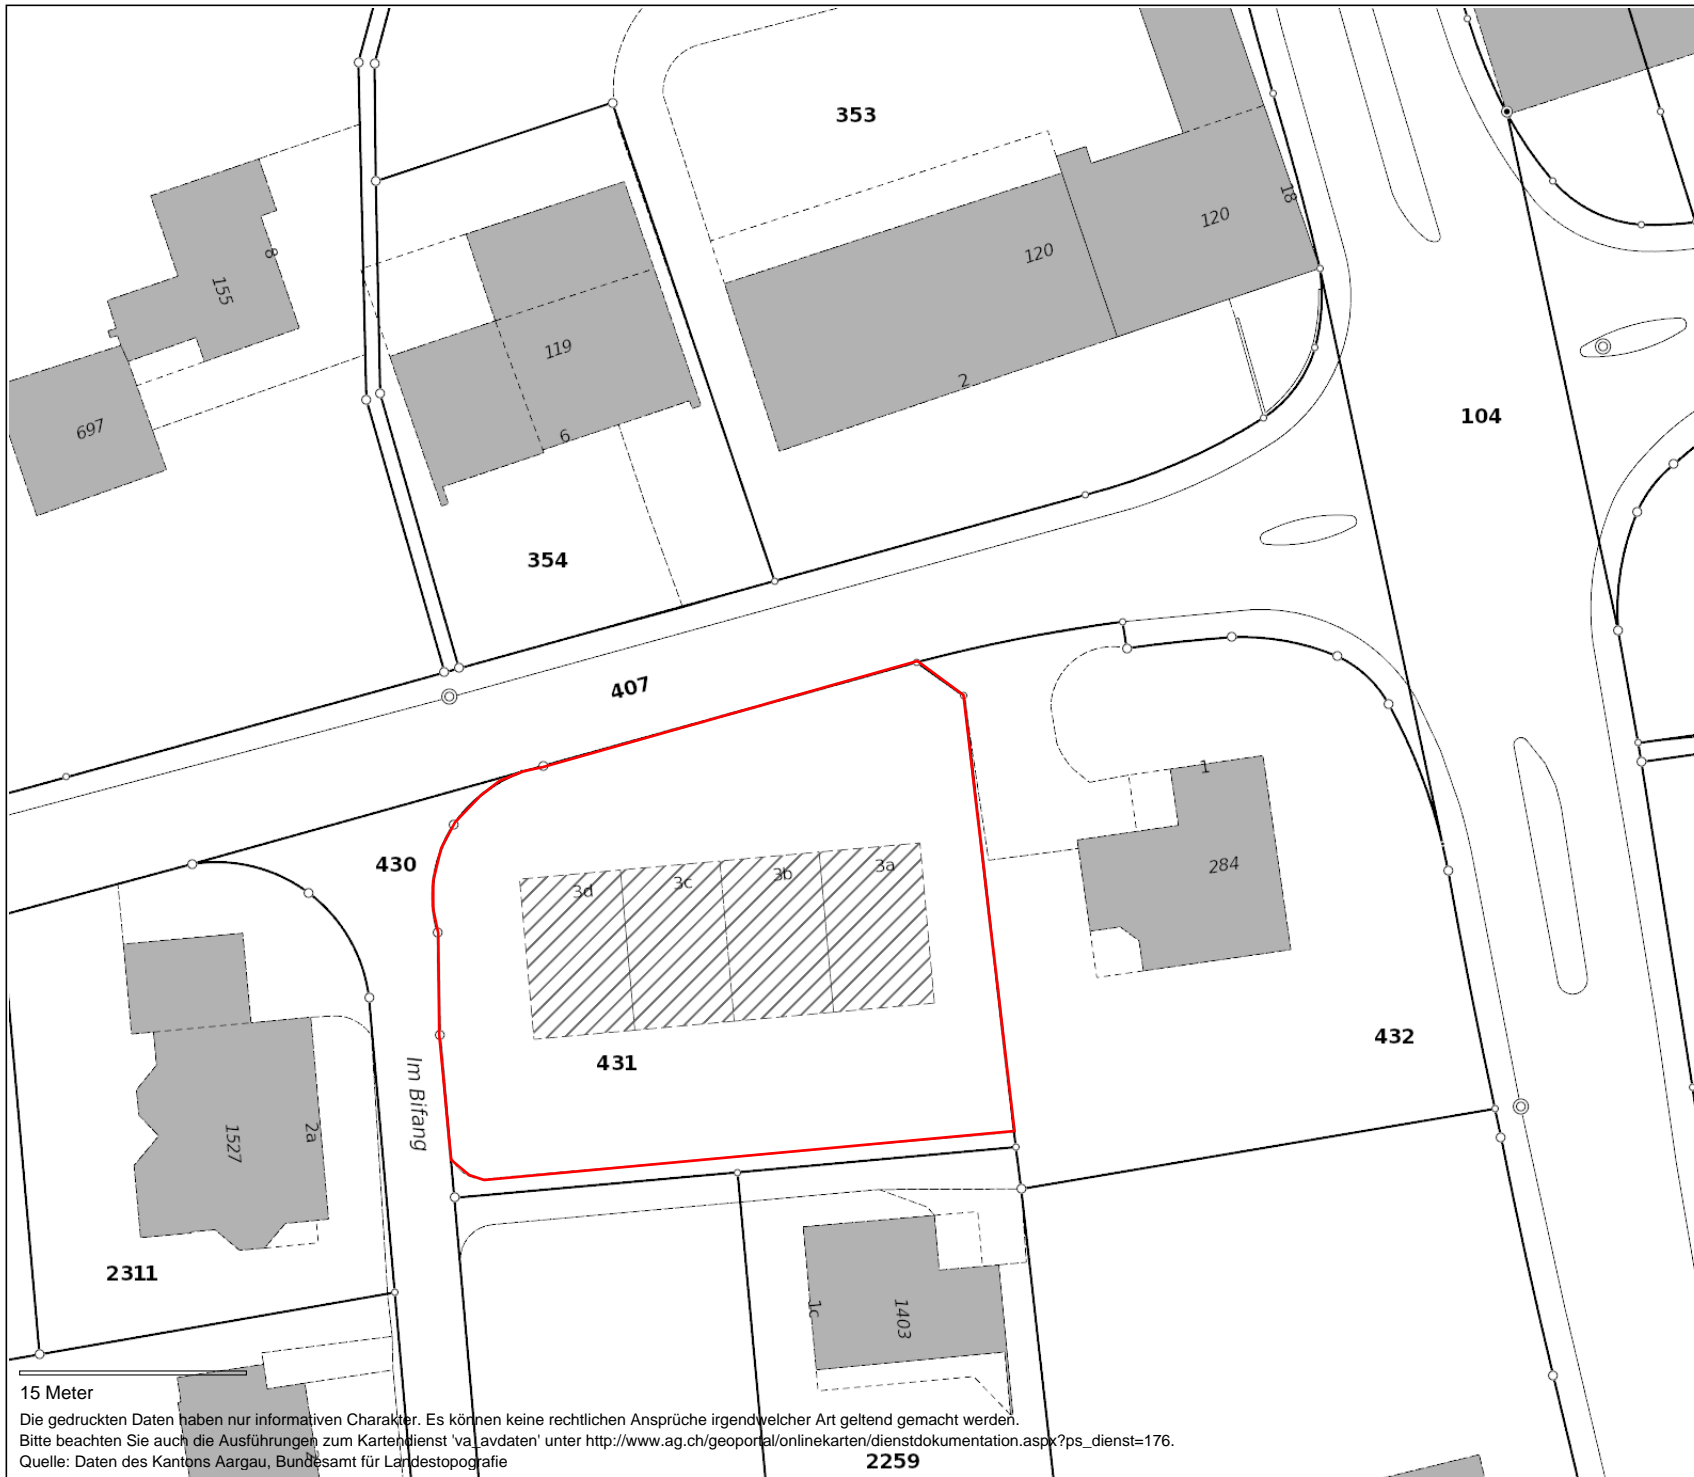 353
18
120
120
8
155
119
2
104
697
6
354
407
1
430
284
3d
3c
3b
3a
432
431
Im Bifang
1527
2a
2311
1c
1403
15 Meter
Die gedruckten Daten haben nur informativen Charakter. Es können keine rechtlichen Ansprüche irgendwelcher Art geltend gemacht werden.
Bitte beachten Sie auch die Ausführungen zum Kartendienst 'va_avdaten' unter http://www.ag.ch/geoportal/onlinekarten/dienstdokumentation.aspx?ps_dienst=176.
Quelle: Daten des Kantons Aargau, Bundesamt für Landestopografie
2259